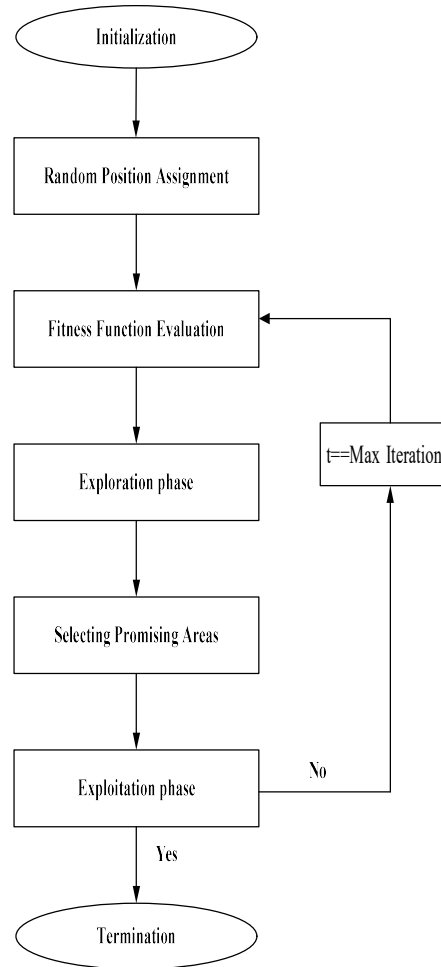 Initialization
Random Position Assignment
Fitness Function Evaluation
t==Max Iteration
Exploration phase
Selecting Promising Areas
Exploitation phase
No
Yes
Termination